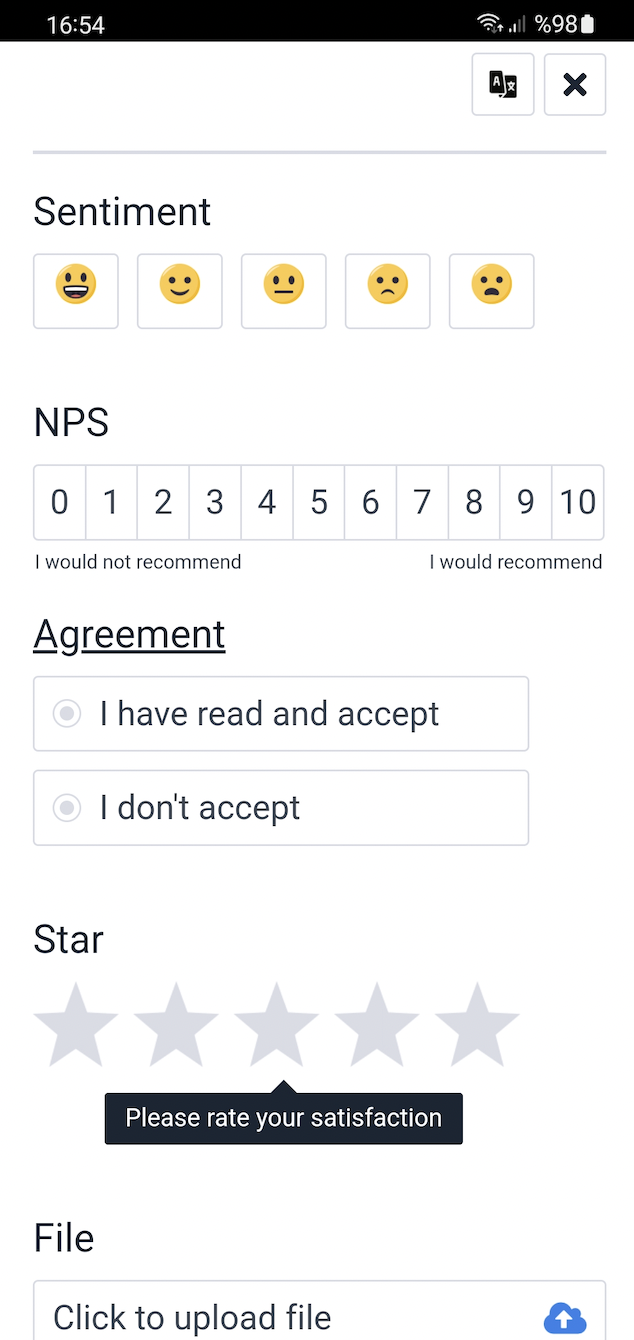 16:54 %98
Sentiment
NPS
0 1 2 3 4 5 6 7 8 9 10
I would not recommend I would recommend
Agreement
I have read and accept
I don't accept
Star
Please rate your satisfaction
File
Click to upload file